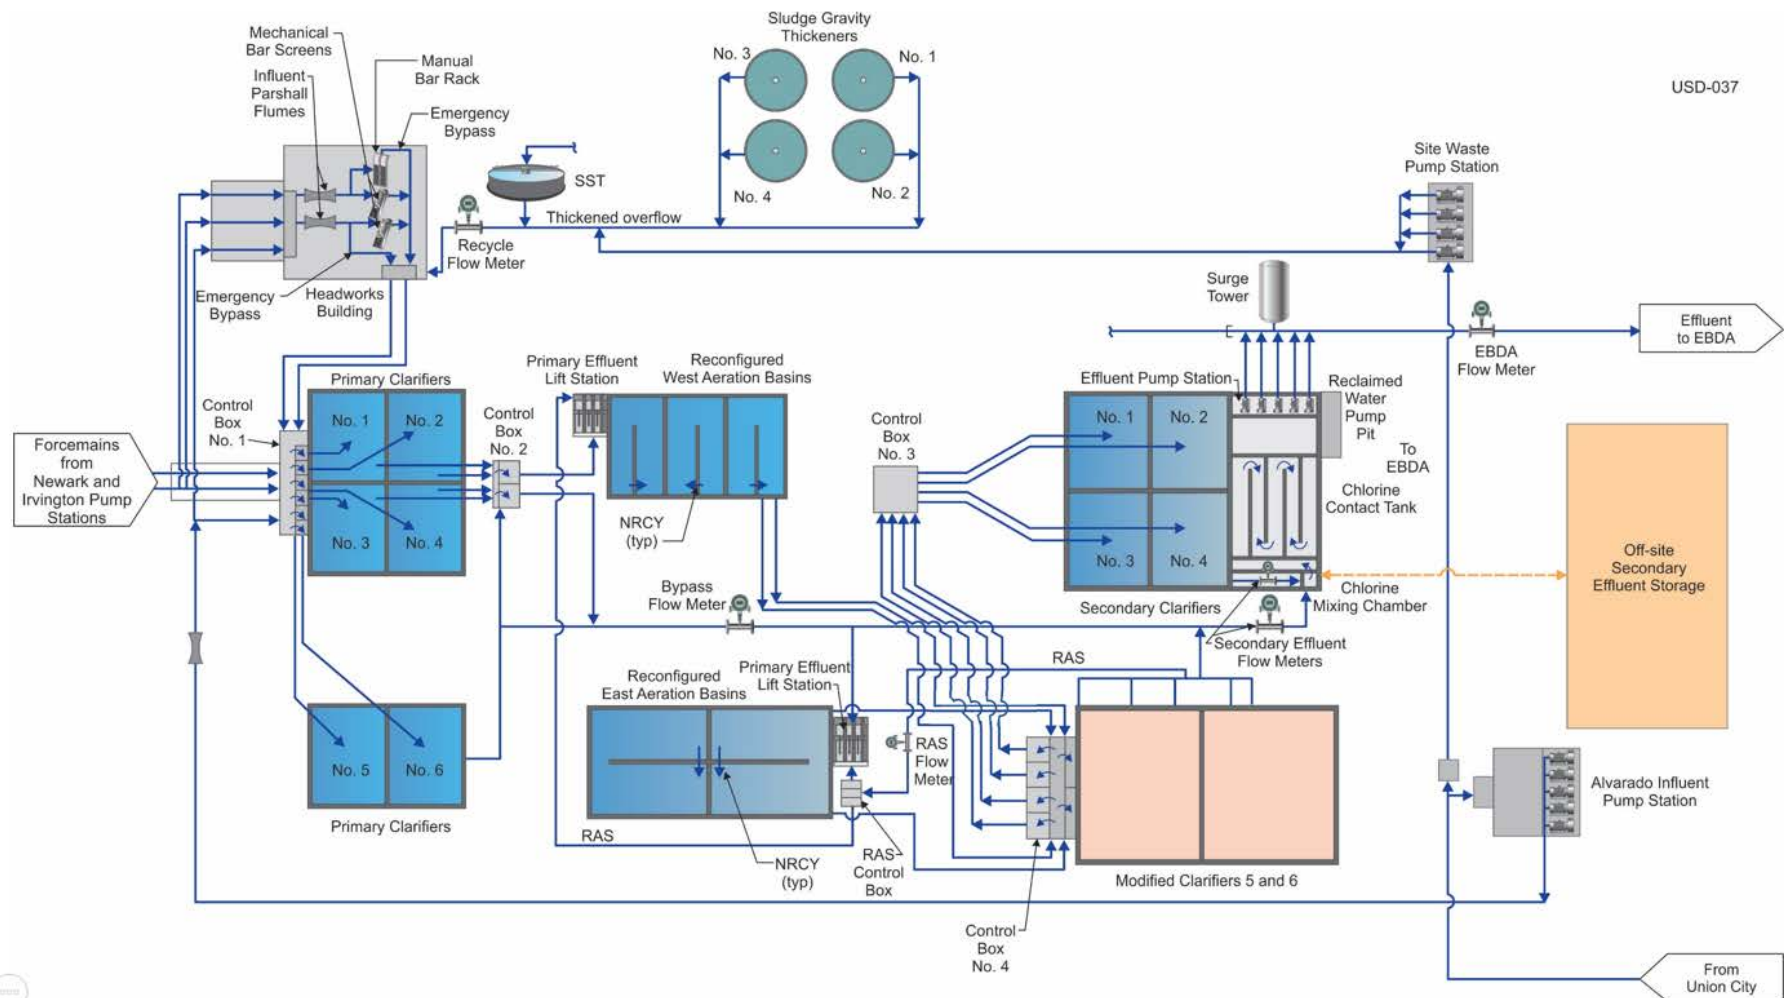 Sludge Gravity
Thickeners
No. 3
No. 1
No. 4
No. 2
USD-037
Mechanical
Bar Screens
Influent
Parshall
Flumes
Manual
Bar Rack
Emergency
Bypass
SST
Thickened overflow
Recycle
Flow Meter
Emergency
Bypass
Headworks
Building
Site Waste
Pump Station
Surge
Tower
Effluent
to EBDA
EBDA
Flow Meter
Primary Clarifiers
No. 1
No. 2
No. 3
No. 4
Control
Box
No. 1
Control
Box
No. 2
Primary Effluent
Lift Station
Reconfigured
West Aeration Basins
NRCY
(typ)
Control
Box
No. 3
Effluent Pump Station
Reclaimed
Water
Pump
Pit
To
EBDA
No. 1
No. 2
No. 3
No. 4
Chlorine
Contact Tank
Forcemains
from
Newark and
Irvington Pump
Stations
Off-site
Secondary
Effluent Storage
Bypass
Flow Meter
Secondary Clarifiers
Chlorine
Mixing Chamber
Secondary Effluent
Flow Meters
RAS
Reconfigured
East Aeration Basins
Primary Effluent
Lift Station
No. 5
No. 6
Primary Clarifiers
RAS
Flow
Meter
RAS
NRCY
(typ)
RAS
Control
Box
Modified Clarifiers 5 and 6
Control
Box
No. 4
Alvarado Influent
Pump Station
From
Union City